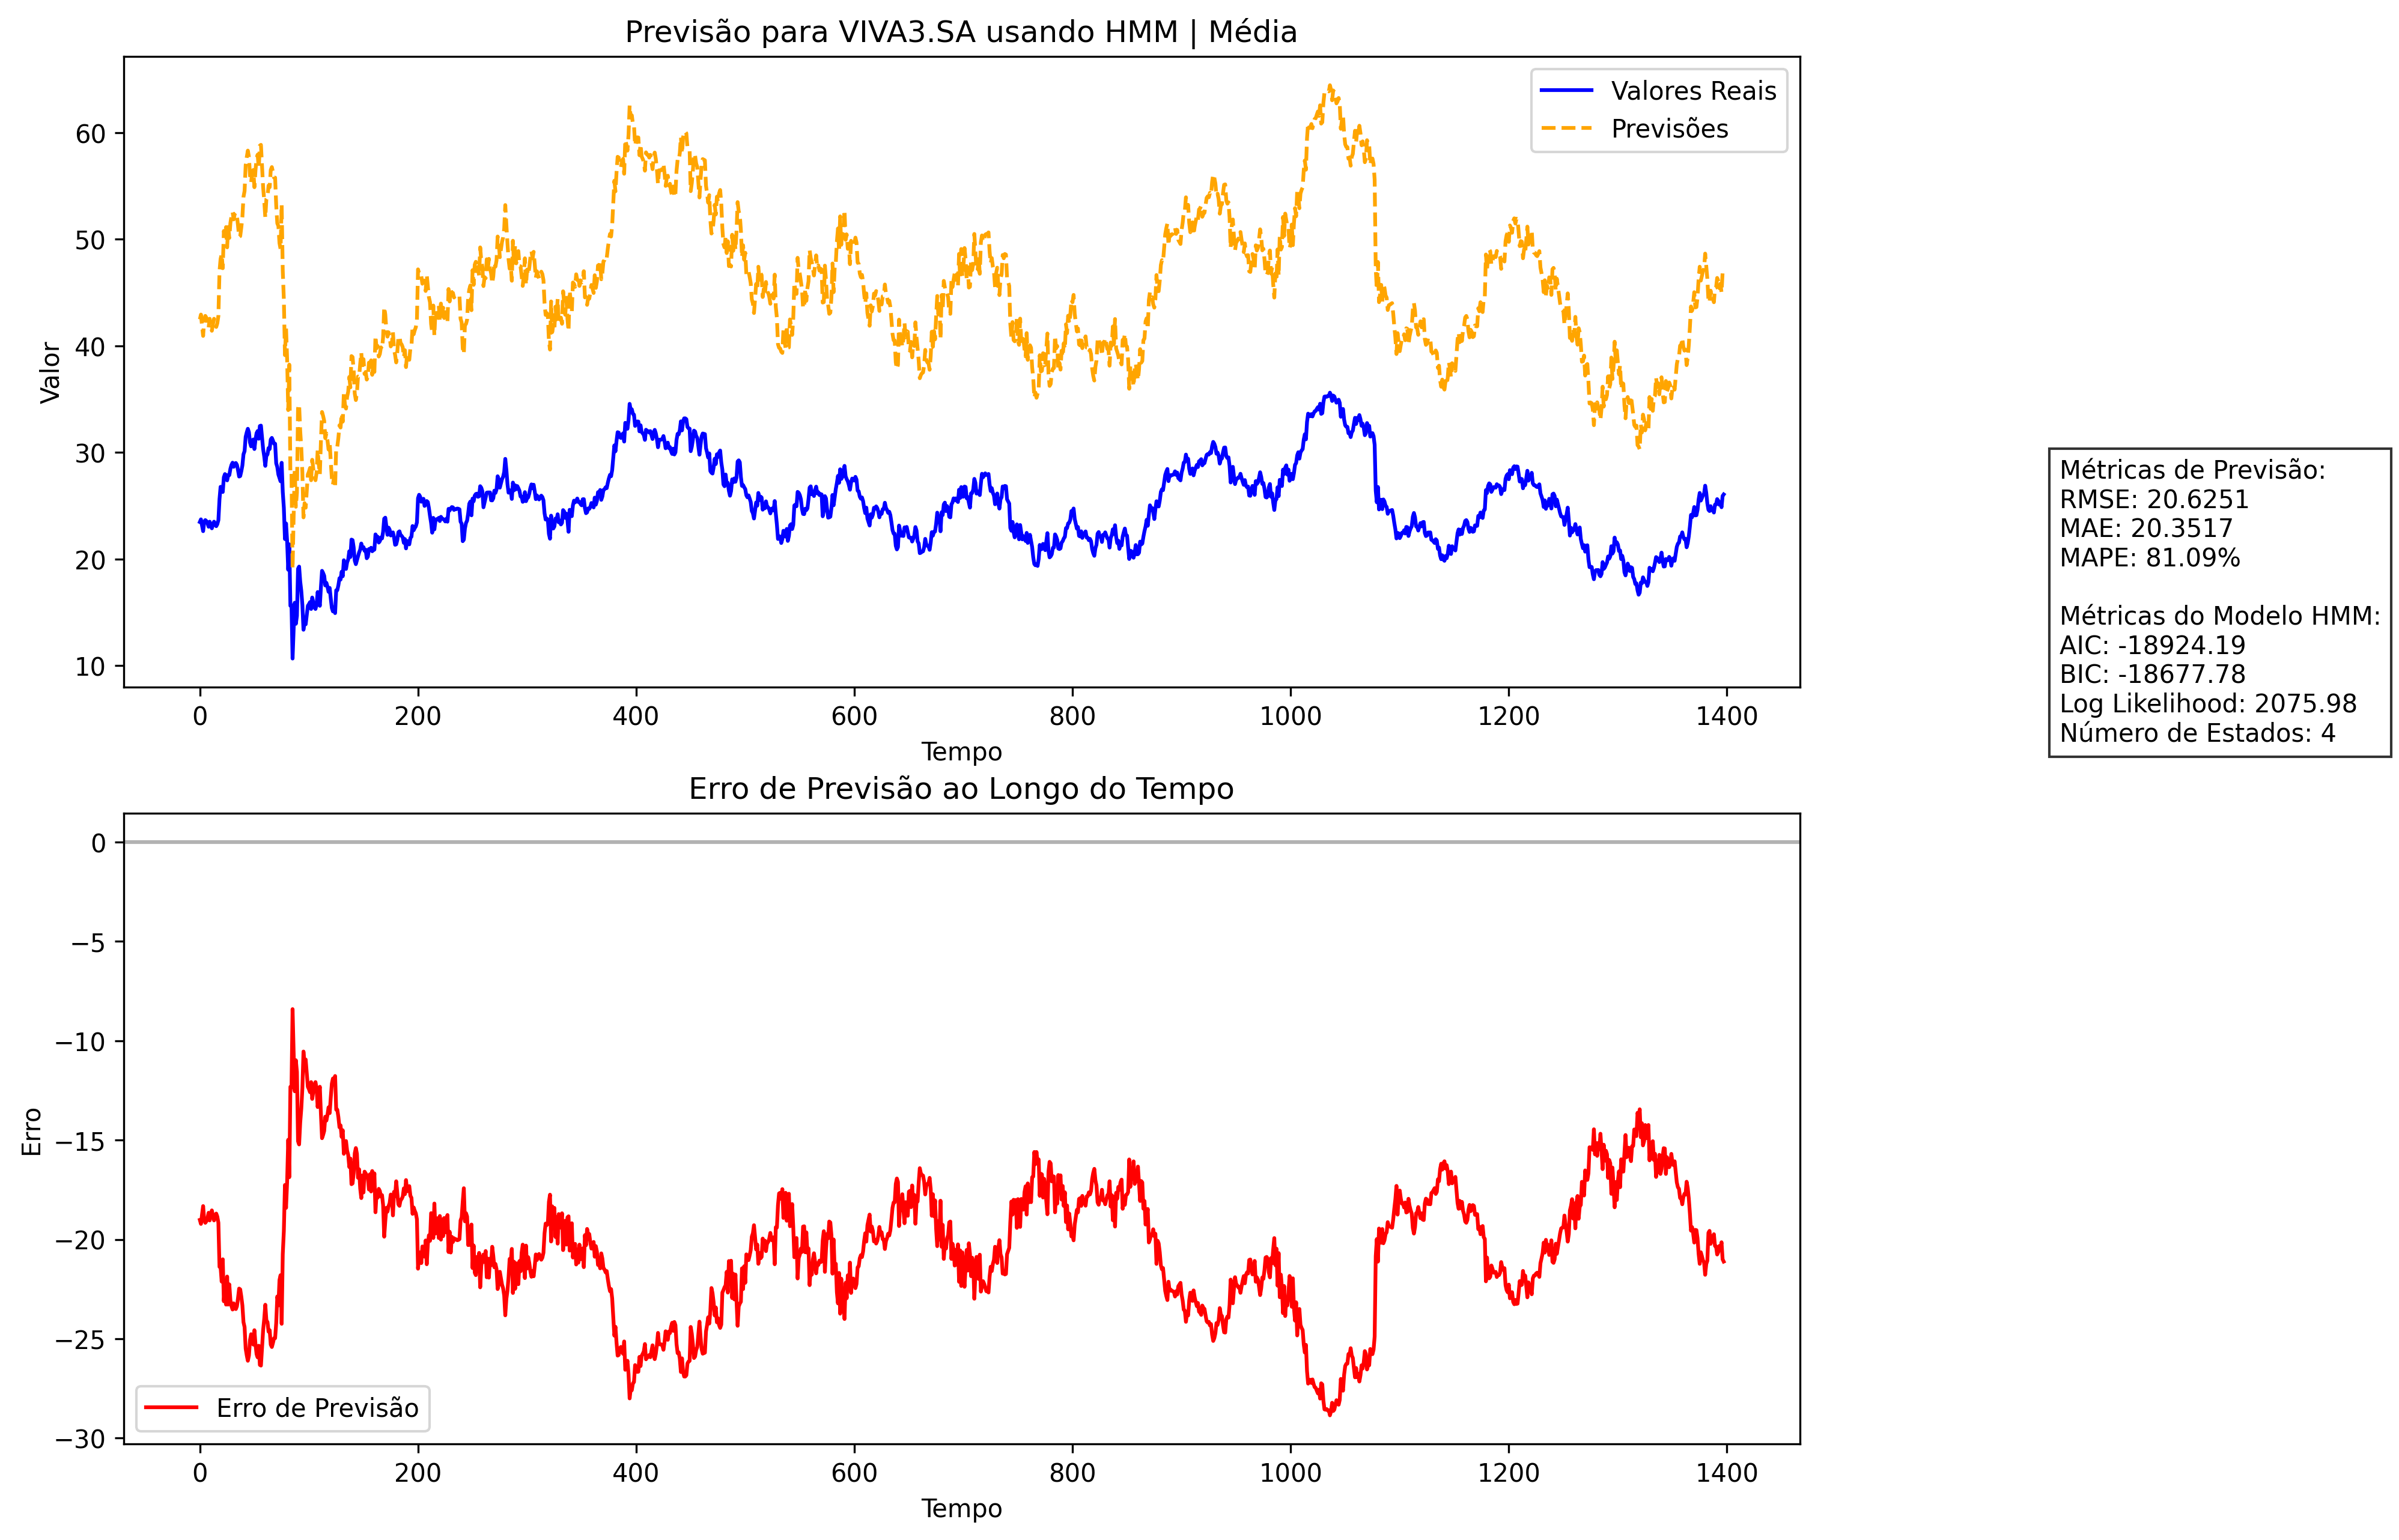 Previsão para VIVA3.SA usando HMM | Média
Valores Reais
Previsões
Valor
60
50
40
30
20
10
0 200 400 600 800 1000 1200 1400
Tempo
Métricas de Previsão:
RMSE: 20.6251
MAE: 20.3517
MAPE: 81.09%
Métricas do Modelo HMM:
AIC: -18924.19
BIC: -18677.78
Log Likelihood: 2075.98
Número de Estados: 4
Erro de Previsão ao Longo do Tempo
Erro
0
−5
−10
−15
−20
−25
−30
Erro de Previsão
0 200 400 600 800 1000 1200 1400
Tempo